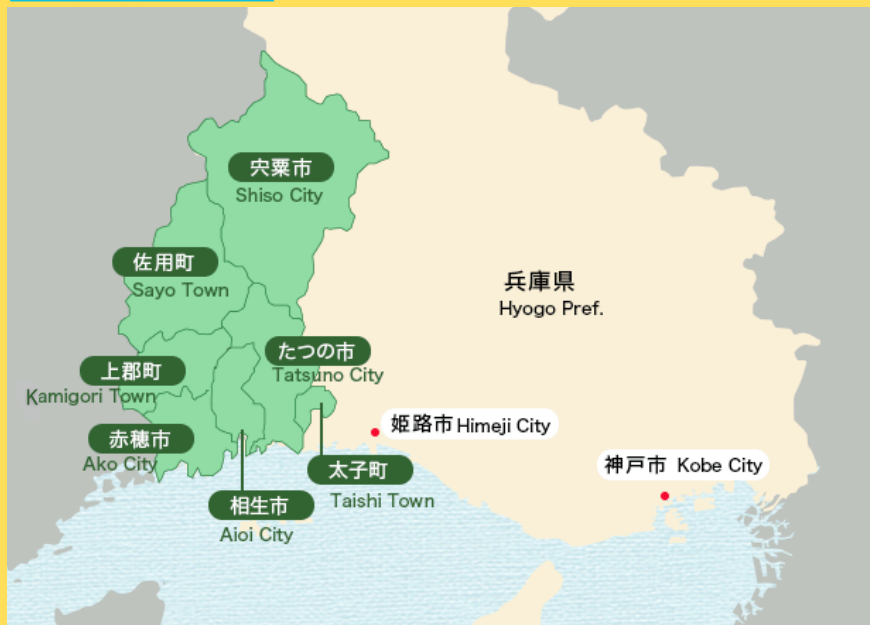 宍粟市
Shiso City
佐用町
Sayo Town
兵庫県
Hyogo Pref.
たつの市
Tatsuno City
上郡町
Kamigori Town
姫路市 Himeji City
赤穂市
Ako City
神戸市 Kobe City
太子町
Taishi Town
相生市
Aioi City